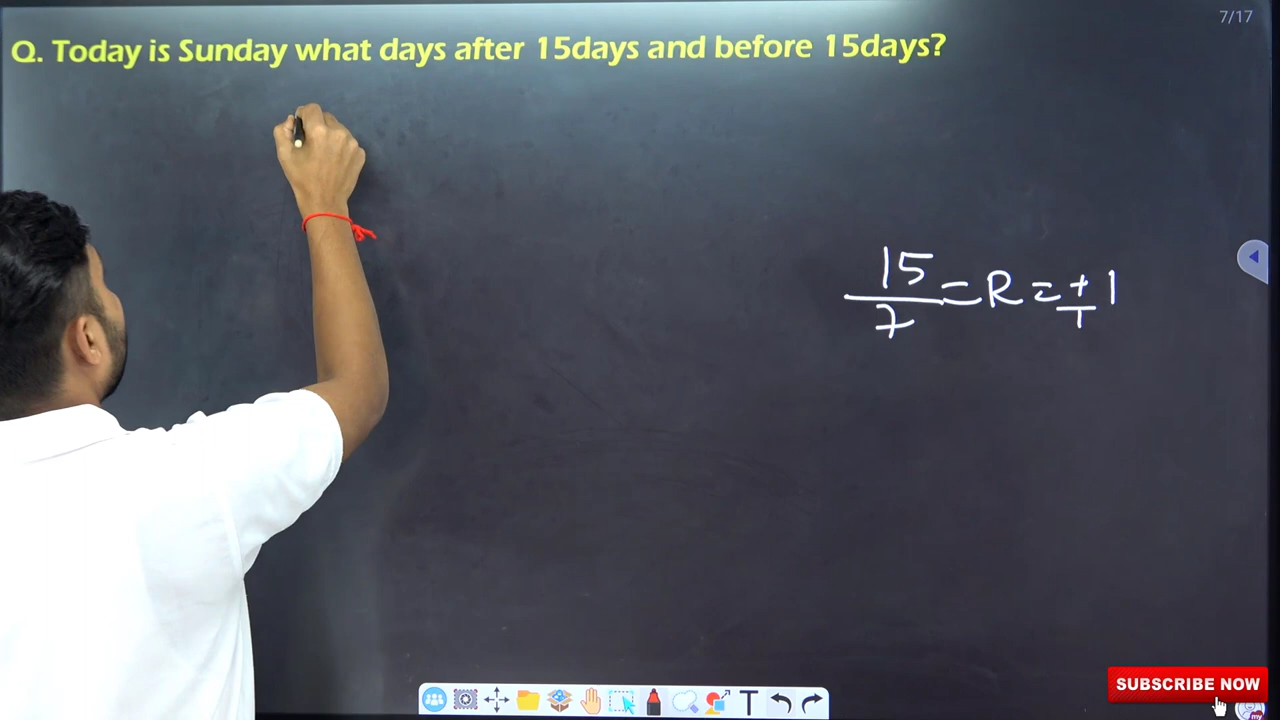 7/17
Q. Today is Sunday what days after 15days and before 15days?
15
7
= R = + 1
T
SUBSCRIBE NOW